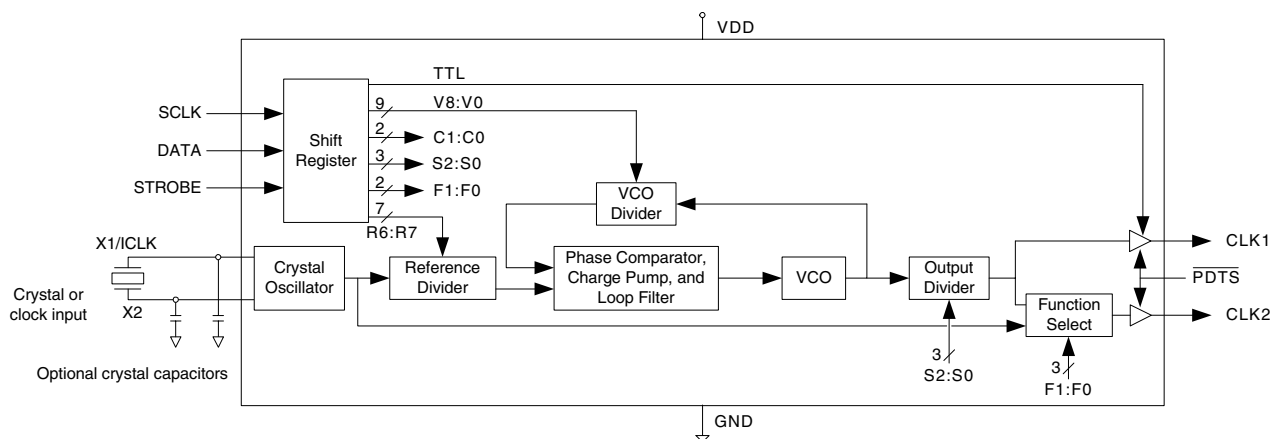 VDD
TTL
9
V8:V0
SCLK
2
C1:C0
Shift
Register
DATA
3
S2:S0
STROBE
2
F1:F0
7
R6:R7
VCO
Divider
X1/ICLK
Crystal
Oscillator
Reference
Divider
Phase Comparator,
Charge Pump, and
Loop Filter
VCO
Output
Divider
CLK1
PDTS
Crystal or
clock input
X2
Function
Select
CLK2
Optional crystal capacitors
3
S2:S0
3
F1:F0
GND